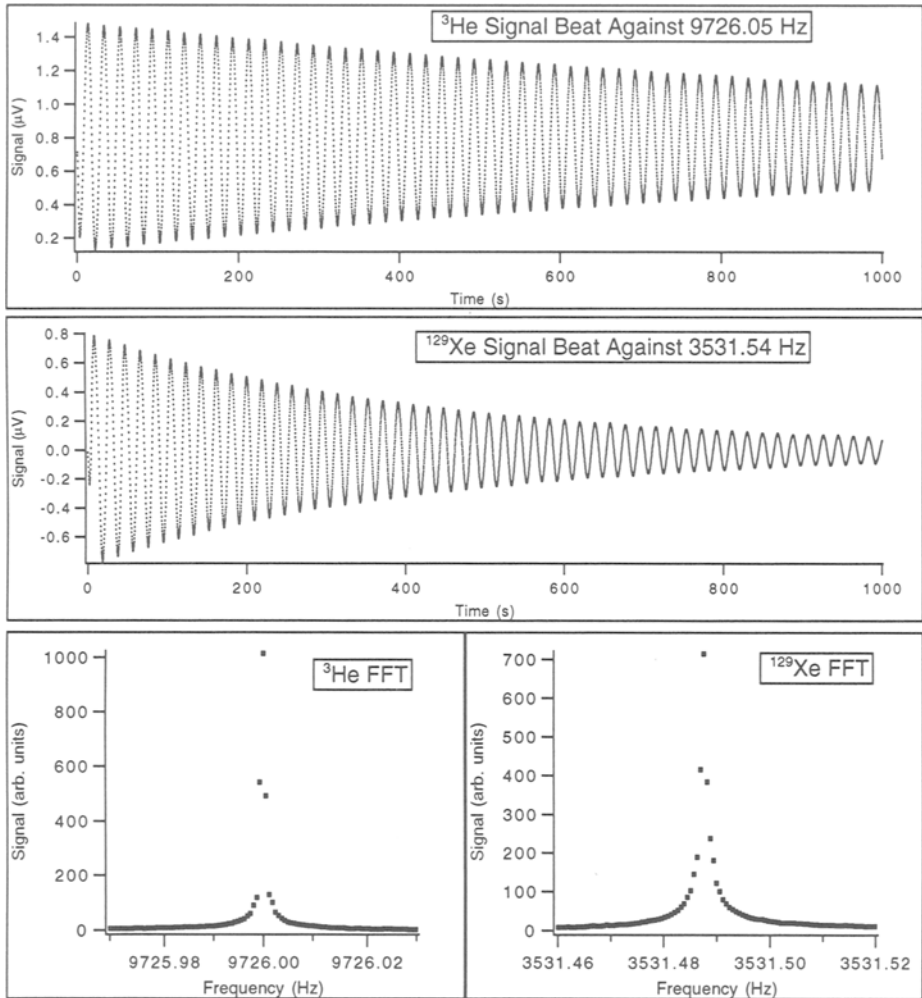 ³He Signal Beat Against 9726.05 Hz
Signal (µV)
1.4
1.2
1.0
0.8
0.6
0.4
0.2
0 200 400 600 800 1000
Time (s)
¹²⁹Xe Signal Beat Against 3531.54 Hz
Signal (µV)
0.8
0.6
0.4
0.2
0.0
-0.2
-0.4
-0.6
0 200 400 600 800 1000
Time (s)
³He FFT
Signal (arb. units)
1000
800
600
400
200
0
9725.98 9726.00 9726.02
Frequency (Hz)
¹²⁹Xe FFT
Signal (arb. units)
700
600
500
400
300
200
100
0
3531.46 3531.48 3531.50 3531.52
Frequency (Hz)